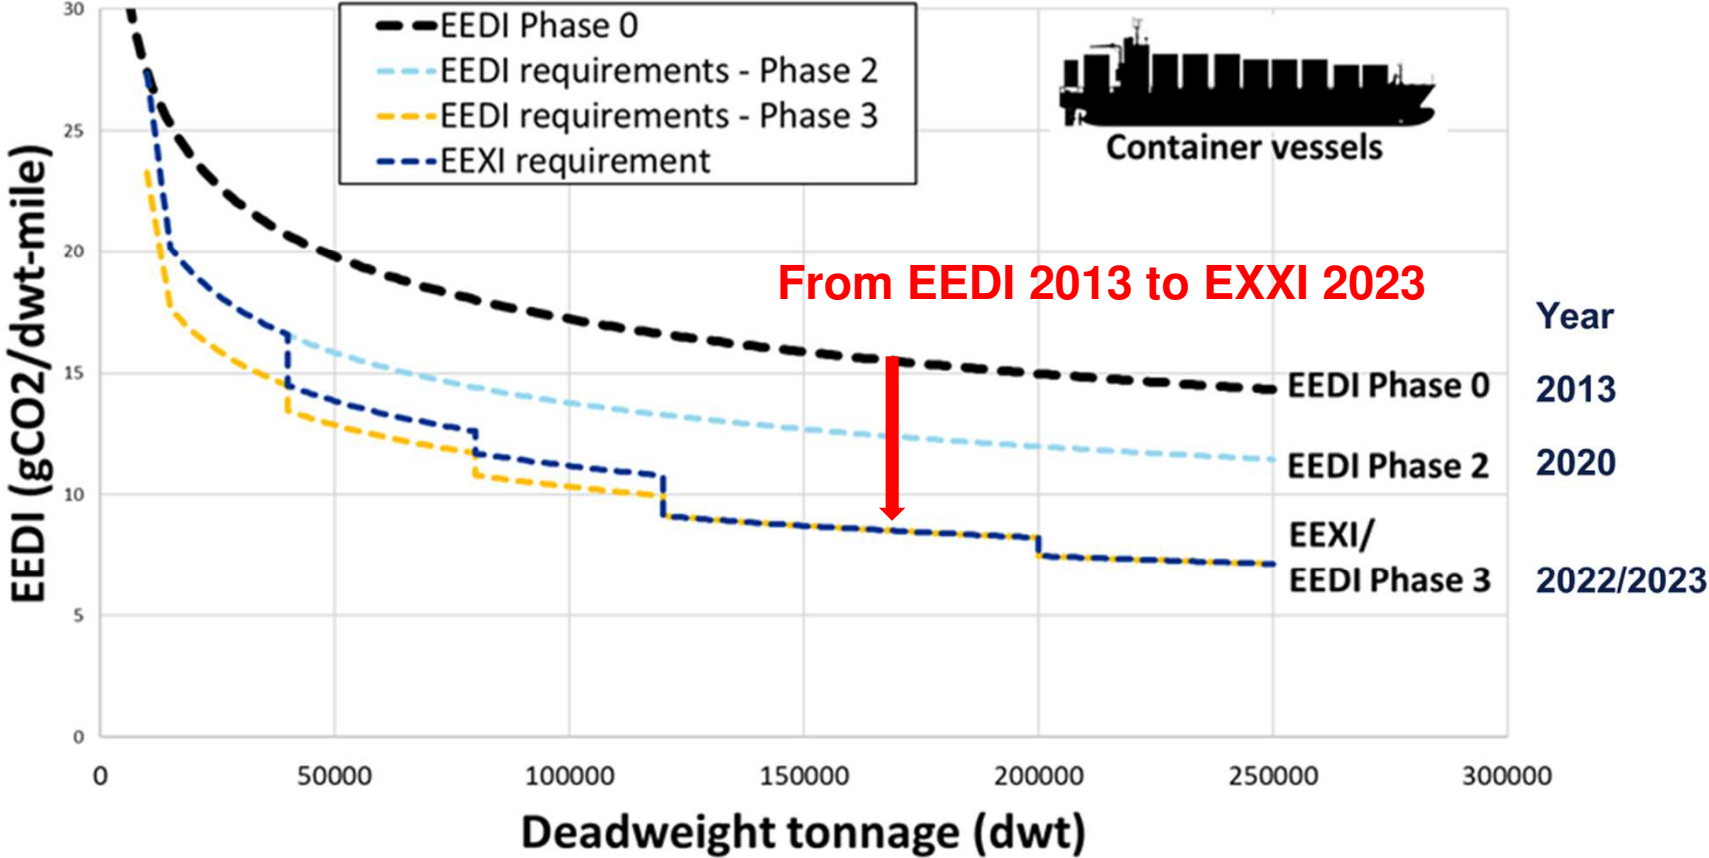 30
25
20
15
10
5
0
EEDI (gCO2/dwt-mile)
EEDI Phase 0
EEDI requirements - Phase 2
EEDI requirements - Phase 3
EEXI requirement
Container vessels
From EEDI 2013 to EXXI 2023
Year
EEDI Phase 0 2013
EEDI Phase 2 2020
EEXI/
EEDI Phase 3 2022/2023
0 50000 100000 150000 200000 250000 300000
Deadweight tonnage (dwt)